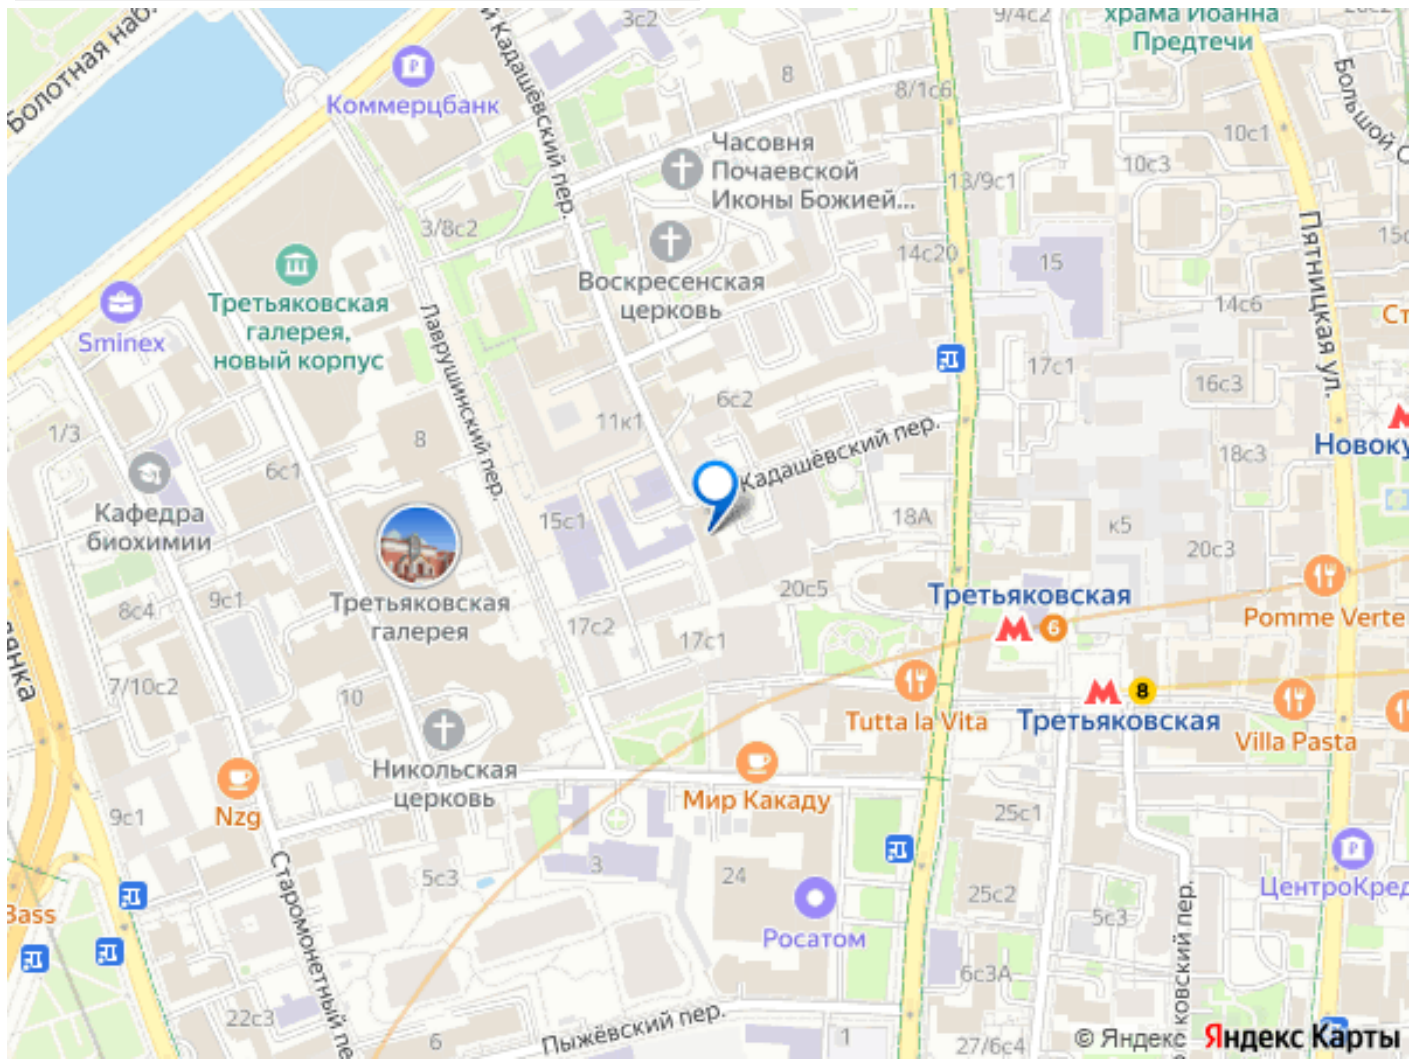 3с2
9/4с2
храма Иоанна
Предтечи
Болотная наб.
й Кадашёвский пер.
Коммерцбанк
8
8/1с6
Большой С
10с1
10с3
Часовня
Почаевской
Иконы Божией...
13/9с1
3/8с2
Воскресенская
церковь
14с20
15
Пятницкая ул.
15с
14с6
Третьяковская
галерея,
новый корпус
Sminex
Лаврушинский пер.
Ст
17с1
16с3
6с2
11к1
1/3
8
6с1
Кадашёвский пер.
Новоку
18с3
Кафедра
биохимии
15с1
18А
к5
20с3
Третьяковская
галерея
8с4
9с1
20с5
Третьяковская
6
Pomme Verte
17с2
17с1
янка
7/10с2
10
8
Третьяковская
Tutta la Vita
Villa Pasta
Никольская
церковь
Nzg
Мир Какаду
9с1
25с1
3
5с3
24
25с2
ЦентроКред
Bass
Старомонетный пе
Росатом
5с3
ковский пер.
6с3А
22с3
6
Пыжёвский пер.
1
27/6с4
© Яндекс Яндекс Карты